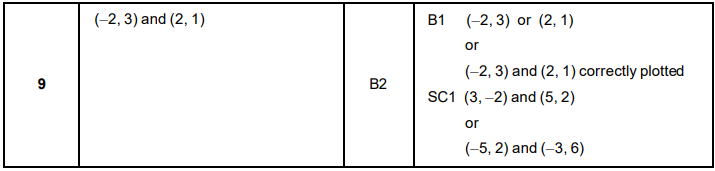 (–2, 3) and (2, 1)
B1 (–2, 3) or (2, 1)
or
(–2, 3) and (2, 1) correctly plotted
9
B2
SC1 (3, –2) and (5, 2)
or
(–5, 2) and (–3, 6)